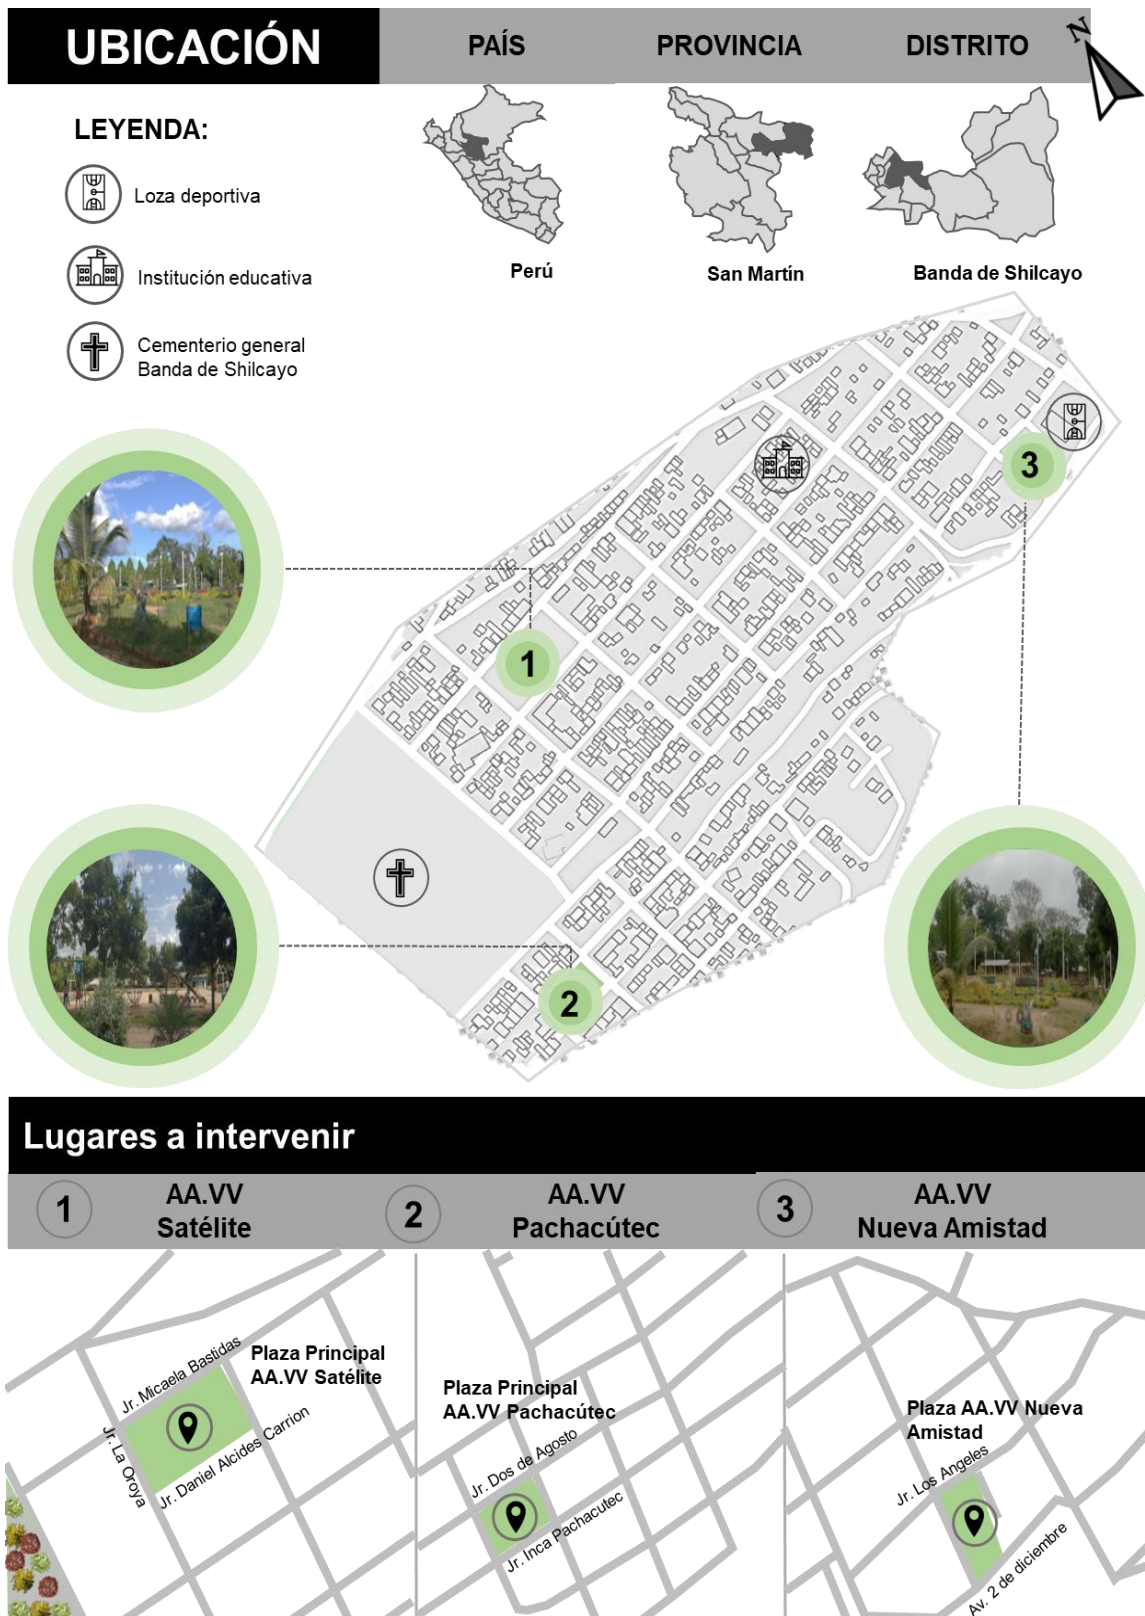 UBICACIÓN
PAÍS
PROVINCIA
DISTRITO
N
LEYENDA:
Loza deportiva
Institución educativa
Cementerio general
Banda de Shilcayo
Perú
San Martín
Banda de Shilcayo
3
1
2
Lugares a intervenir
1
AA.VV
Satélite
2
AA.VV
Pachacútec
3
AA.VV
Nueva Amistad
Jr. Micaela Bastidas
Plaza Principal
AA.VV Satélite
Jr. La Oroya
Jr. Daniel Alcides Carrion
Plaza Principal
AA.VV Pachacútec
Jr. Dos de Agosto
Jr. Inca Pachacutec
Plaza AA.VV Nueva
Amistad
Jr. Los Angeles
Av. 2 de diciembre